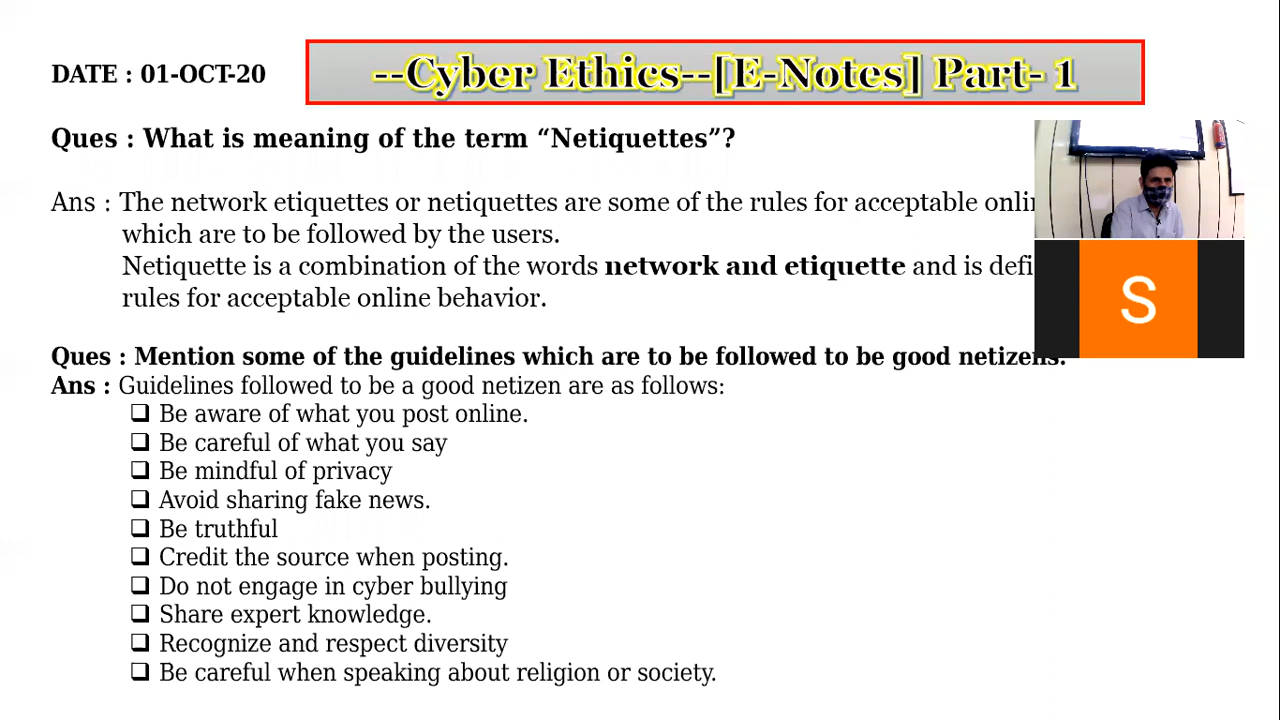 DATE : 01-OCT-20
--Cyber Ethics--[E-Notes] Part- 1
Ques : What is meaning of the term “Netiquettes”?
Ans : The network etiquettes or netiquettes are some of the rules for acceptable
which are to be followed by the users.
Netiquette is a combination of the words network and etiquette and is
rules for acceptable online behavior.
S
Ques : Mention some of the guidelines which are to be followed to be good netizens.
Ans : Guidelines followed to be a good netizen are as follows:
❑ Be aware of what you post online.
❑ Be careful of what you say
❑ Be mindful of privacy
❑ Avoid sharing fake news.
❑ Be truthful
❑ Credit the source when posting.
❑ Do not engage in cyber bullying
❑ Share expert knowledge.
❑ Recognize and respect diversity
❑ Be careful when speaking about religion or society.